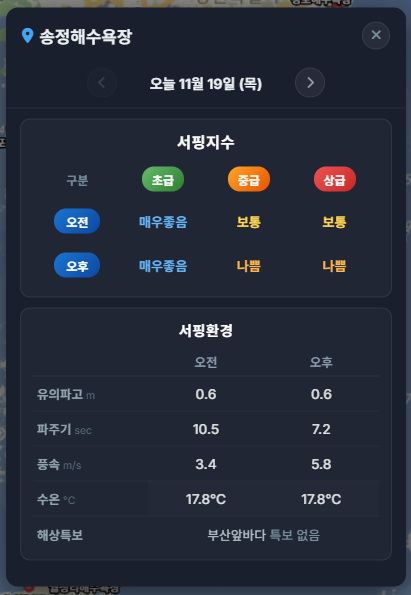 송정해수욕장
오늘 11월 19일 (목)
서핑지수
구분 초급 중급 상급
오전 매우좋음 보통 보통
오후 매우좋음 나쁨 나쁨
서핑환경
오전 오후
유의파고 m 0.6 0.6
파주기 sec 10.5 7.2
풍속 m/s 3.4 5.8
수온 °C 17.8°C 17.8°C
해상특보 부산앞바다 특보 없음